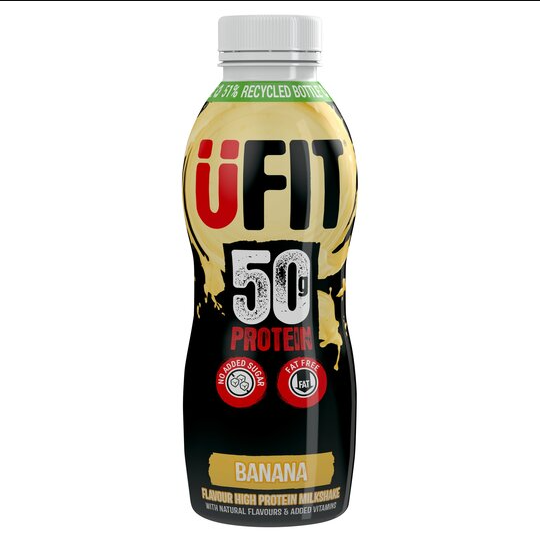 51% RECYCLED BOTTLE
ÜFIT
50g
PROTEIN
NO ADDED SUGAR
FAT FREE
FAT
BANANA
FLAVOUR HIGH PROTEIN MILKSHAKE
WITH NATURAL FLAVOURS & ADDED VITAMINS